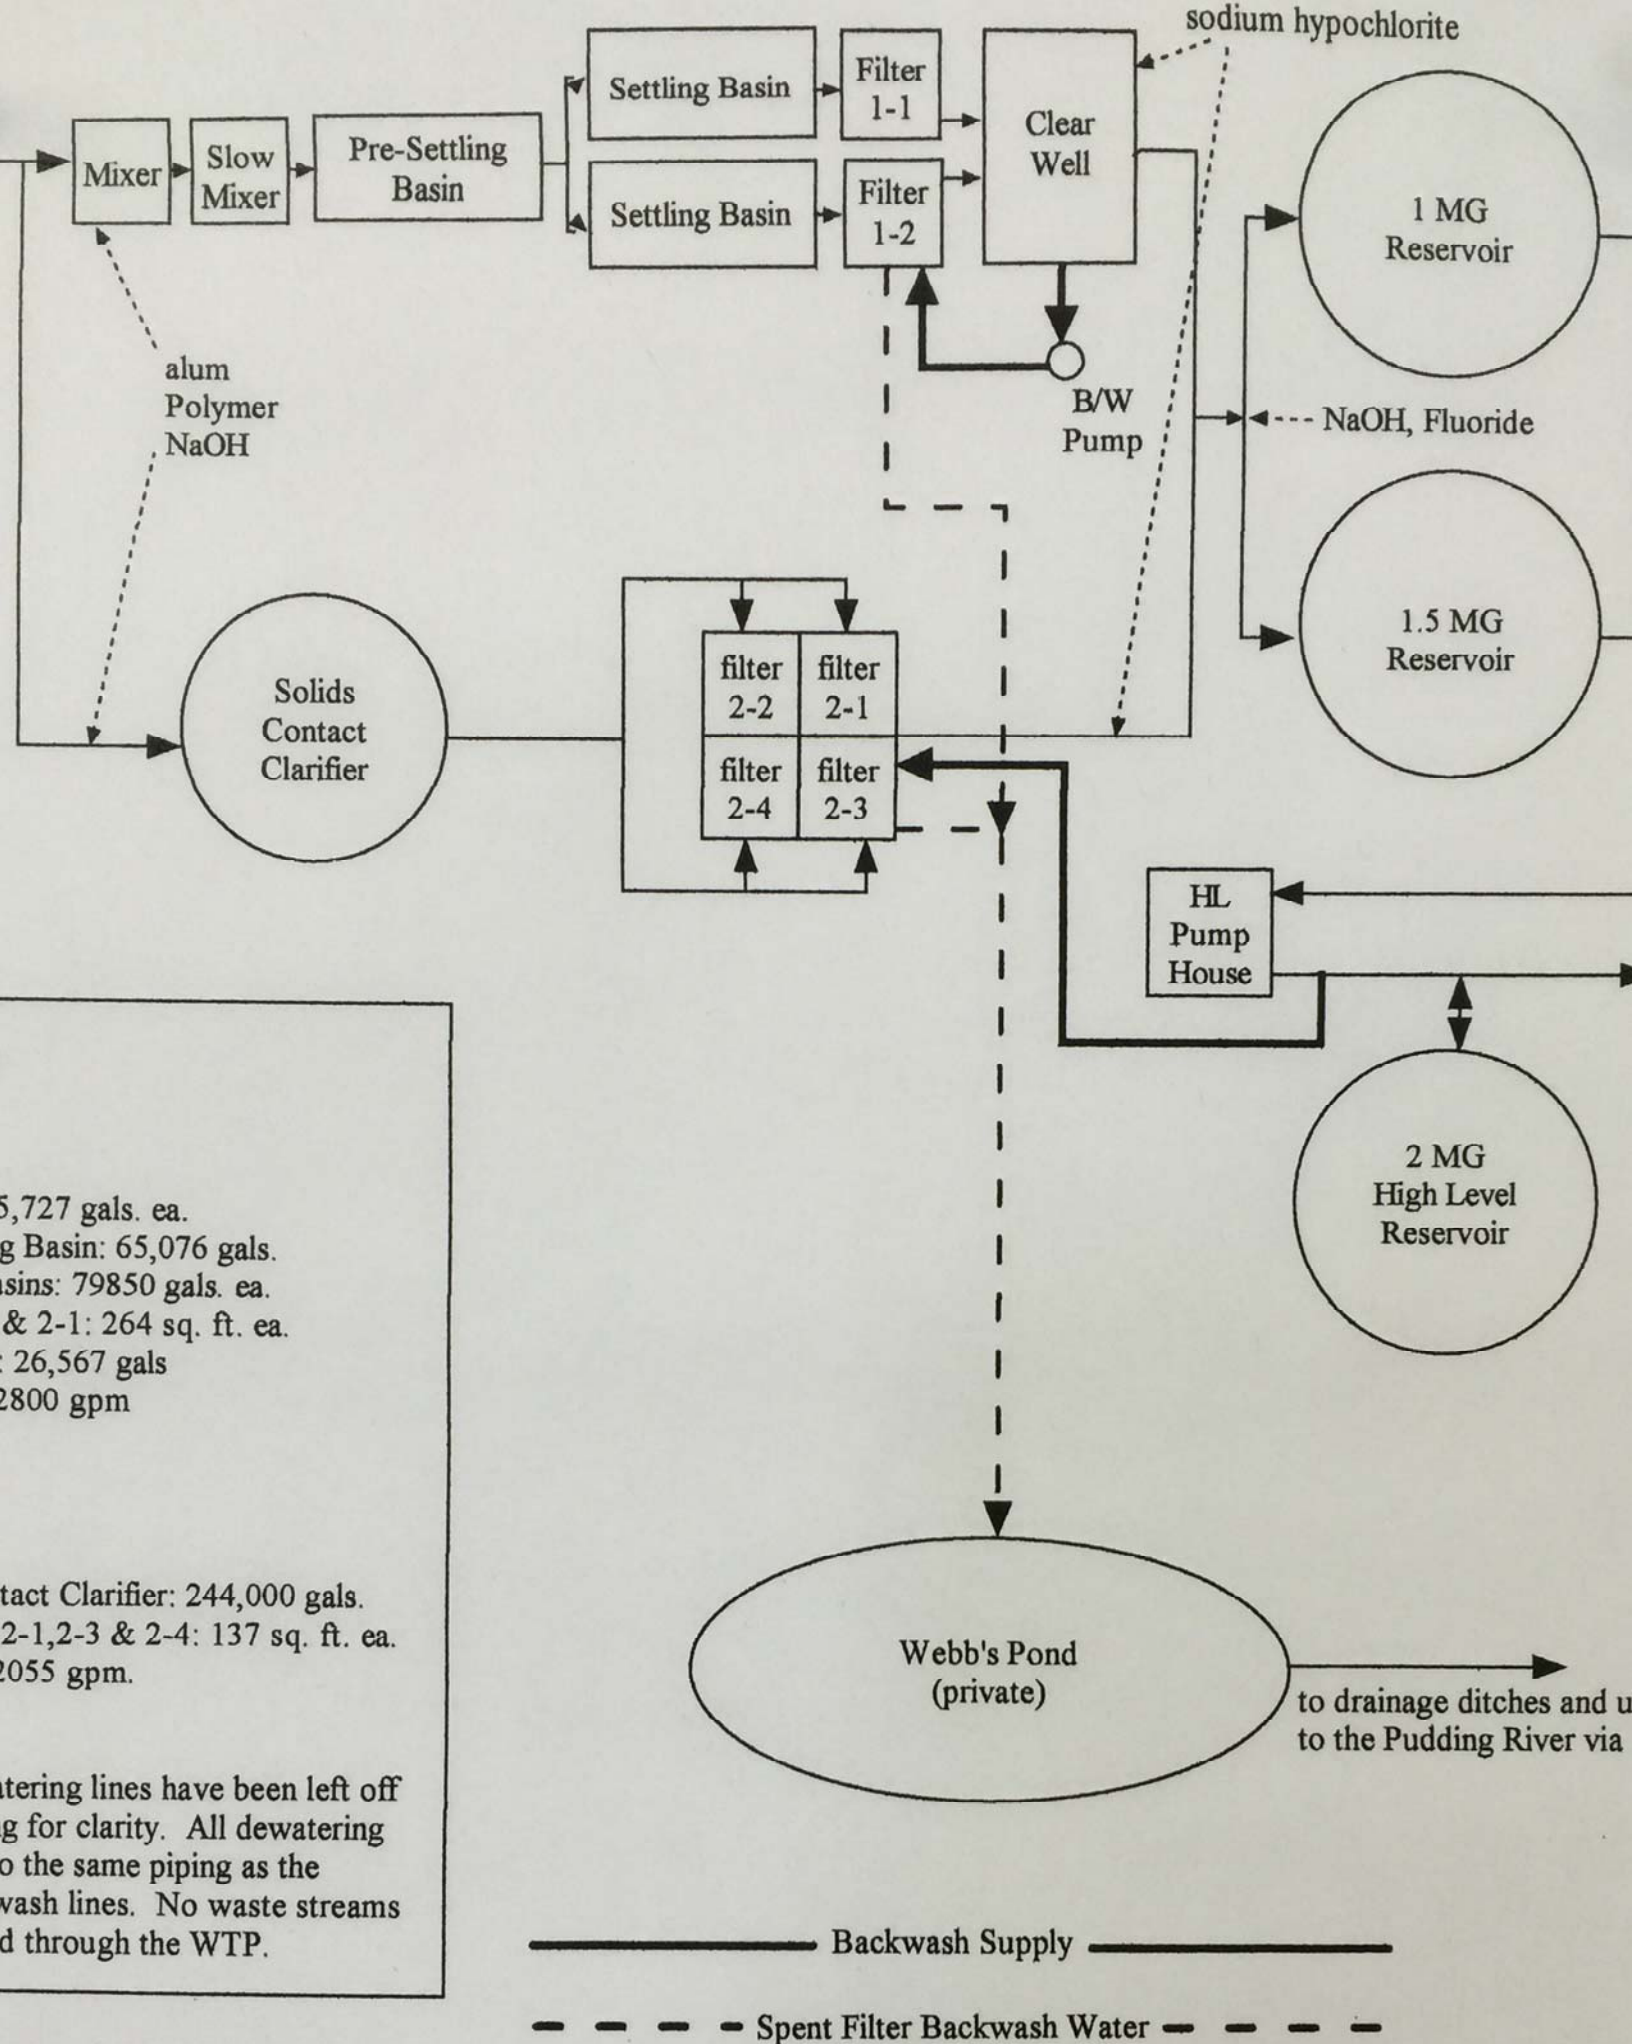 sodium hypochlorite
Mixer
Slow
Mixer
Pre-Settling
Basin
Settling Basin
Settling Basin
Filter
1-1
Filter
1-2
Clear
Well
1 MG
Reservoir
alum
Polymer
NaOH
B/W
Pump
NaOH, Fluoride
1.5 MG
Reservoir
Solids
Contact
Clarifier
filter
2-2
filter
2-1
filter
2-4
filter
2-3
HL
Pump
House
2 MG
High Level
Reservoir
5,727 gals. ea.
g Basin: 65,076 gals.
sins: 79850 gals. ea.
& 2-1: 264 sq. ft. ea.
: 26,567 gals
2800 gpm
tact Clarifier: 244,000 gals.
2-1,2-3 & 2-4: 137 sq. ft. ea.
2055 gpm.
tering lines have been left off
g for clarity. All dewatering
o the same piping as the
wash lines. No waste streams
d through the WTP.
Webb's Pond
(private)
to drainage ditches and u
to the Pudding River via
Backwash Supply
Spent Filter Backwash Water